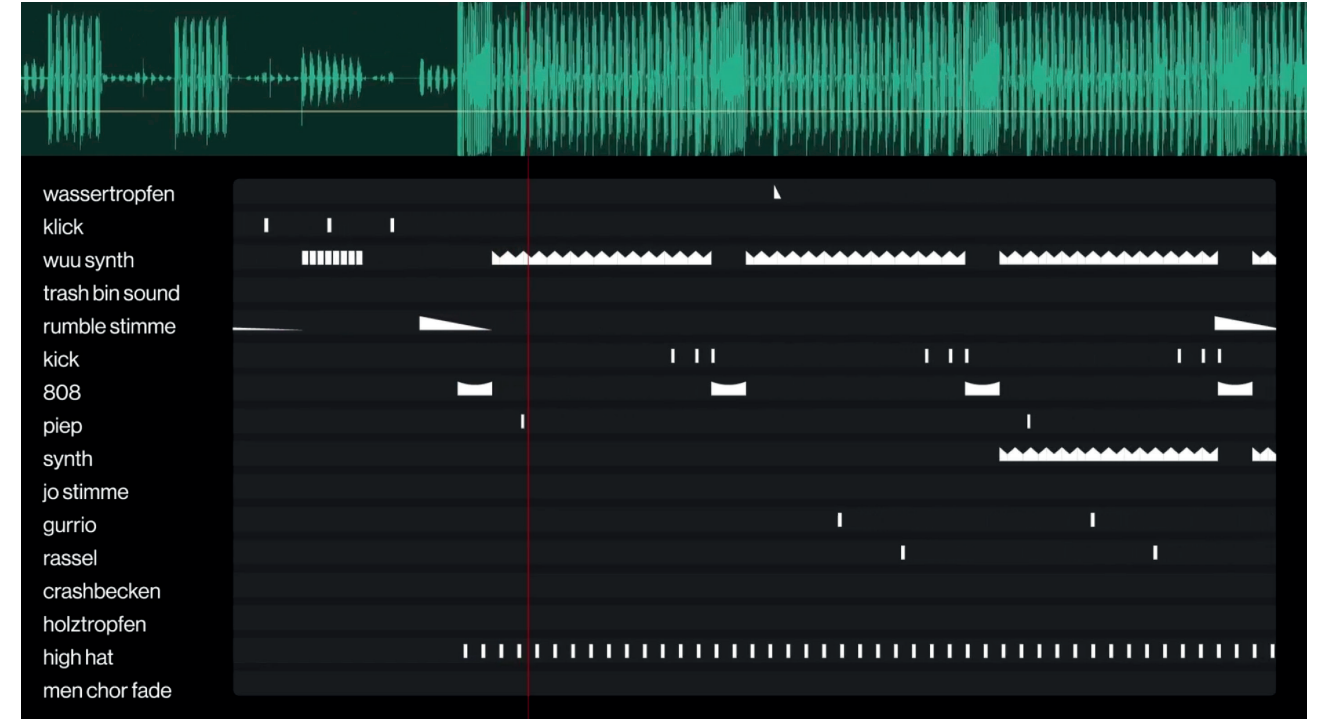 wassertropfen
klick
wuu synth
trash bin sound
rumble stimme
kick
808
piep
synth
jo stimme
gurrio
rassel
crashbecken
holztropfen
high hat
men chor fade